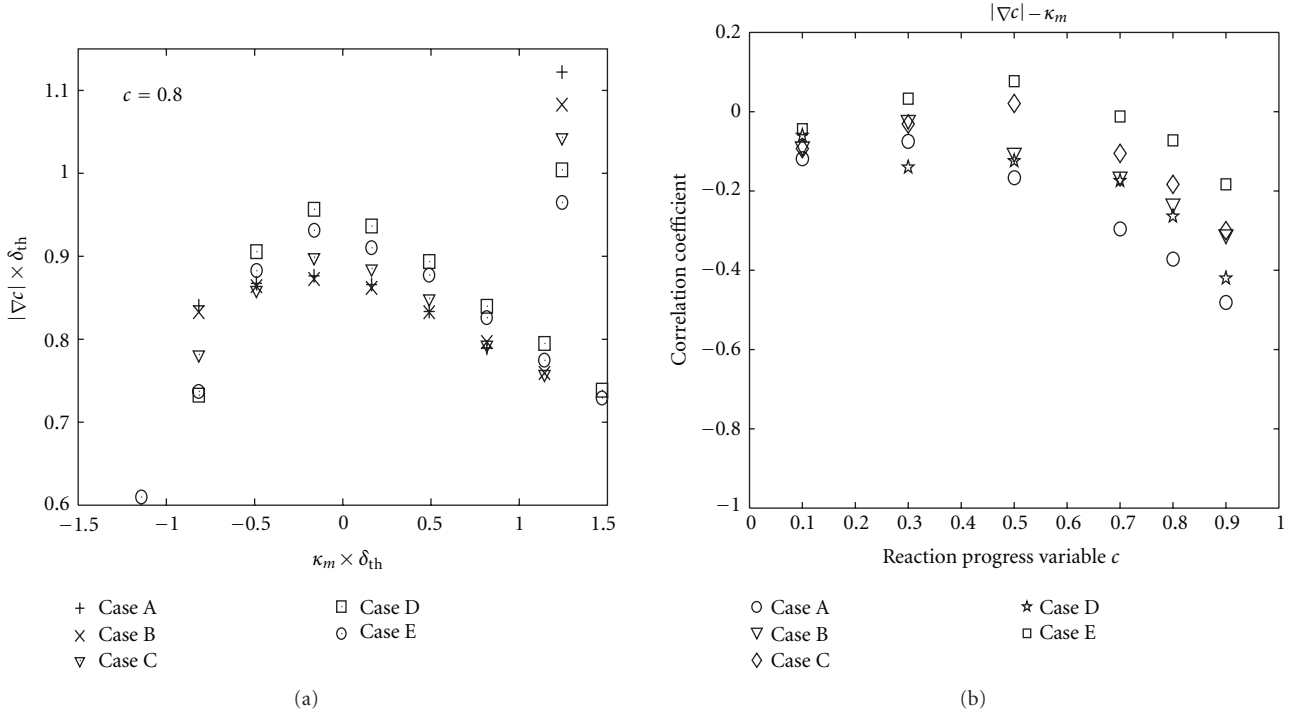 c = 0.8
1.1
1
0.9
0.8
0.7
0.6
−1.5
−1
−0.5
0
0.5
1
1.5
|∇c| × δth
κm × δth
+ Case A
× Case B
▽ Case C
□ Case D
○ Case E
(a)
|∇c| − κm
0.2
0
−0.2
−0.4
−0.6
−0.8
−1
0
0.1
0.2
0.3
0.4
0.5
0.6
0.7
0.8
0.9
1
Correlation coefficient
Reaction progress variable c
○ Case A
▽ Case B
◇ Case C
☆ Case D
□ Case E
(b)